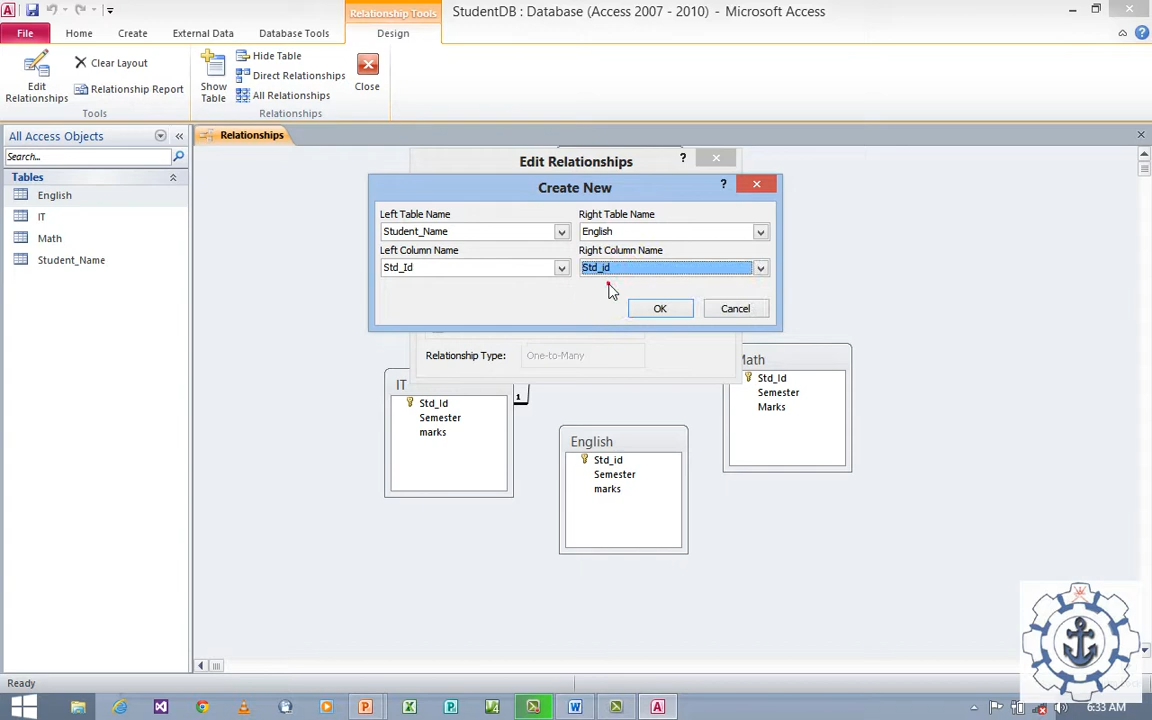 Relationship Tools
StudentDB : Database (Access 2007 - 2010) - Microsoft Access
File Home Create External Data Database Tools Design
Edit Relationships
Clear Layout
Relationship Report
Tools
Show Table
Hide Table
Direct Relationships
All Relationships
Relationships
Close
All Access Objects
Search...
Tables
English
IT
Math
Student_Name
Relationships
Edit Relationships
Create New
Left Table Name Right Table Name
Student_Name English
Left Column Name Right Column Name
Std_Id Std_id
OK Cancel
Relationship Type: One-to-Many
IT
Std_Id
Semester
marks
1
English
Std_id
Semester
marks
Math
Std_Id
Semester
Marks
Ready
6:33 AM